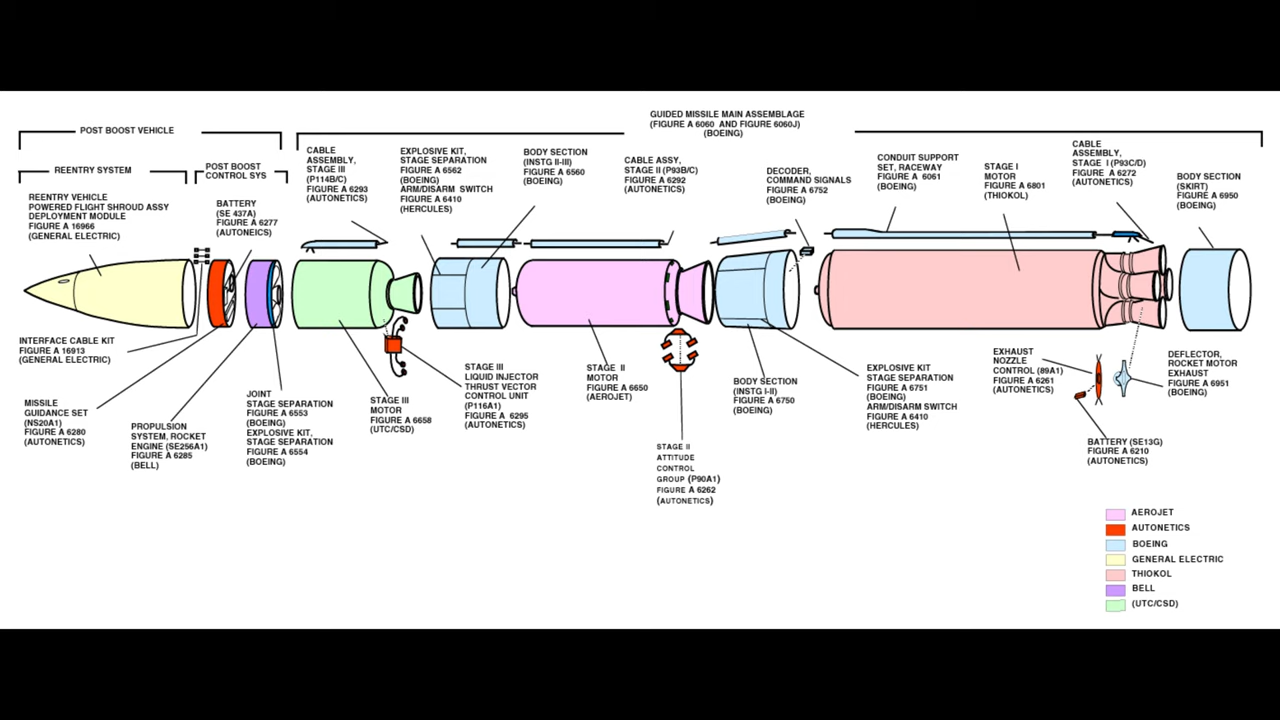 GUIDED MISSILE MAIN ASSEMBLAGE
(FIGURE A 6060 AND FIGURE 6060J)
(BOEING)
POST BOOST VEHICLE
REENTRY SYSTEM
POST BOOST
CONTROL SYS
REENTRY VEHICLE
POWERED FLIGHT SHROUD ASSY
DEPLOYMENT MODULE
FIGURE A 16966
(GENERAL ELECTRIC)
BATTERY
(SE 437A)
FIGURE A 6277
(AUTONEICS)
CABLE
ASSEMBLY,
STAGE III
(P114B/C)
FIGURE A 6293
(AUTONETICS)
EXPLOSIVE KIT,
STAGE SEPARATION
FIGURE A 6562
(BOEING)
ARM/DISARM SWITCH
FIGURE A 6410
(HERCULES)
BODY SECTION
(INSTG II-III)
FIGURE A 6560
(BOEING)
CABLE ASSY,
STAGE II (P93B/C)
FIGURE A 6292
(AUTONETICS)
DECODER,
COMMAND SIGNALS
FIGURE A 6752
(BOEING)
CONDUIT SUPPORT
SET, RACEWAY
FIGURE A 6061
(BOEING)
STAGE I
MOTOR
FIGURE A 6801
(THIOKOL)
CABLE
ASSEMBLY,
STAGE I (P93C/D)
FIGURE A 6272
(AUTONETICS)
BODY SECTION
(SKIRT)
FIGURE A 6950
(BOEING)
INTERFACE CABLE KIT
FIGURE A 16913
(GENERAL ELECTRIC)
MISSILE
GUIDANCE SET
(NS20A1)
FIGURE A 6280
(AUTONETICS)
PROPULSION
SYSTEM, ROCKET
ENGINE (SE256A1)
FIGURE A 6285
(BELL)
JOINT
STAGE SEPARATION
FIGURE A 6553
(BOEING)
EXPLOSIVE KIT,
STAGE SEPARATION
FIGURE A 6554
(BOEING)
STAGE III
MOTOR
FIGURE A 6658
(UTC/CSD)
STAGE III
LIQUID INJECTOR
THRUST VECTOR
CONTROL UNIT
(P116A1)
FIGURE A 6295
(AUTONETICS)
STAGE II
MOTOR
FIGURE A 6650
(AEROJET)
STAGE II
ATTITUDE
CONTROL
GROUP (P90A1)
FIGURE A 6262
(AUTONETICS)
BODY SECTION
(INSTG I-II)
FIGURE A 6750
(BOEING)
EXPLOSIVE KIT
STAGE SEPARATION
FIGURE A 6751
(BOEING)
ARM/DISARM SWITCH
FIGURE A 6410
(HERCULES)
EXHAUST
NOZZLE
CONTROL (89A1)
FIGURE A 6261
(AUTONETICS)
BATTERY (SE13G)
FIGURE A 6210
(AUTONETICS)
DEFLECTOR,
ROCKET MOTOR
EXHAUST
FIGURE A 6951
(BOEING)
AEROJET
AUTONETICS
BOEING
GENERAL ELECTRIC
THIOKOL
BELL
(UTC/CSD)